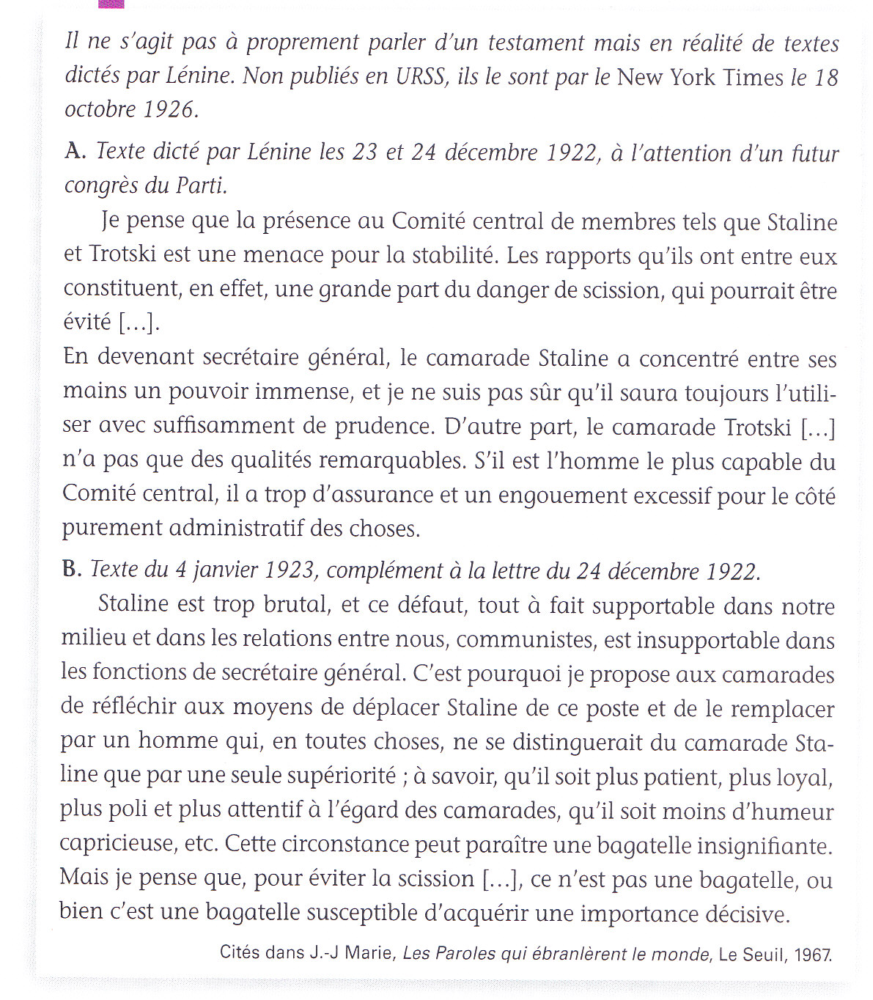 Il ne s’agit pas à proprement parler d’un testament mais en réalité de textes
dictés par Lénine. Non publiés en URSS, ils le sont par le New York Times le 18
octobre 1926.
A. Texte dicté par Lénine les 23 et 24 décembre 1922, à l’attention d’un futur
congrès du Parti.
Je pense que la présence au Comité central de membres tels que Staline
et Trotski est une menace pour la stabilité. Les rapports qu’ils ont entre eux
constituent, en effet, une grande part du danger de scission, qui pourrait être
évité [...].
En devenant secrétaire général, le camarade Staline a concentré entre ses
mains un pouvoir immense, et je ne suis pas sûr qu’il saura toujours l’utili-
ser avec suffisamment de prudence. D’autre part, le camarade Trotski [...]
n’a pas que des qualités remarquables. S’il est l’homme le plus capable du
Comité central, il a trop d’assurance et un engouement excessif pour le côté
purement administratif des choses.
B. Texte du 4 janvier 1923, complément à la lettre du 24 décembre 1922.
Staline est trop brutal, et ce défaut, tout à fait supportable dans notre
milieu et dans les relations entre nous, communistes, est insupportable dans
les fonctions de secrétaire général. C’est pourquoi je propose aux camarades
de réfléchir aux moyens de déplacer Staline de ce poste et de le remplacer
par un homme qui, en toutes choses, ne se distinguerait du camarade Sta-
line que par une seule supériorité ; à savoir, qu’il soit plus patient, plus loyal,
plus poli et plus attentif à l’égard des camarades, qu’il soit moins d’humeur
capricieuse, etc. Cette circonstance peut paraître une bagatelle insignifiante.
Mais je pense que, pour éviter la scission [...], ce n’est pas une bagatelle, ou
bien c’est une bagatelle susceptible d’acquérir une importance décisive.
Cités dans J.-J Marie, Les Paroles qui ébranlèrent le monde, Le Seuil, 1967.